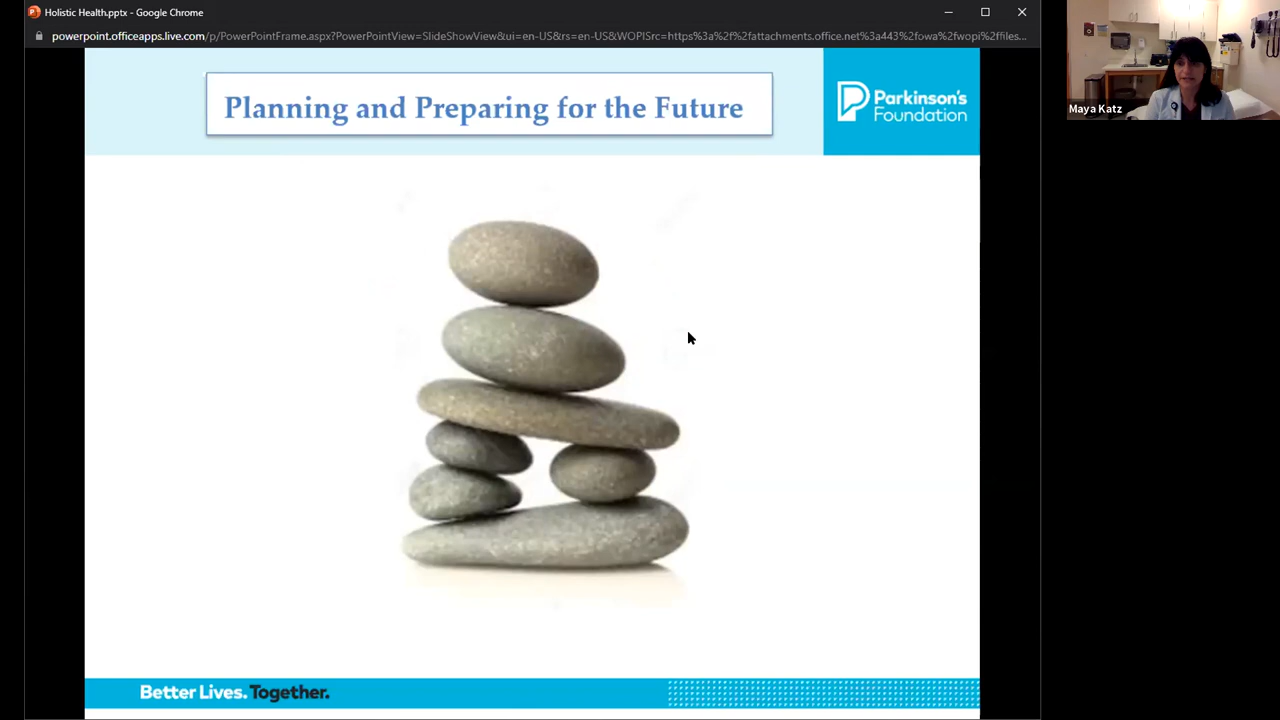 Holistic Health.pptx - Google Chrome
powerpoint.officeapps.live.com/p/PowerPointFrame.aspx?PowerPointView=SlideShowView&ui=en-US&rs=en-US&WOPISrc=https%3a%2f%2fattachments.office.net%3a443%2fowa%2fwopi%2ffiles...
Planning and Preparing for the Future
Parkinson's
Foundation
Maya Katz
Better Lives. Together.